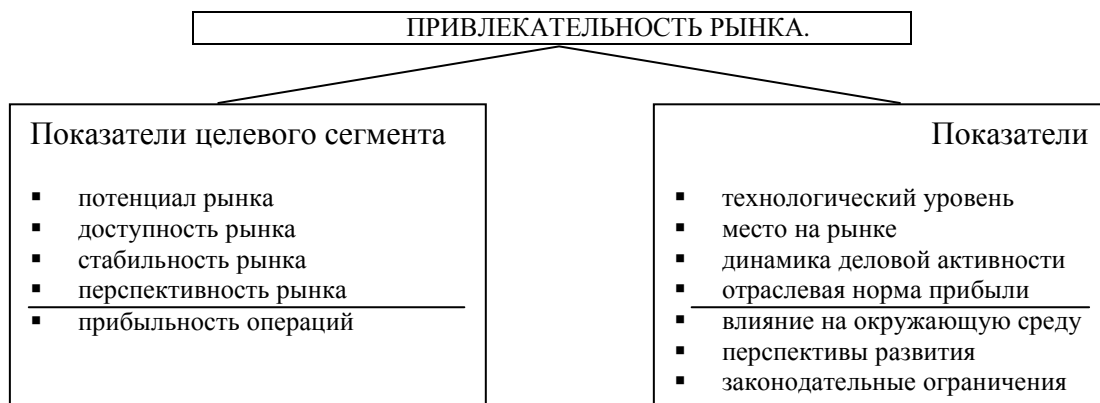 ПРИВЛЕКАТЕЛЬНОСТЬ РЫНКА.
Показатели целевого сегмента
▪ потенциал рынка
▪ доступность рынка
▪ стабильность рынка
▪ перспективность рынка
▪ прибыльность операций
Показатели
▪ технологический уровень
▪ место на рынке
▪ динамика деловой активности
▪ отраслевая норма прибыли
▪ влияние на окружающую среду
▪ перспективы развития
▪ законодательные ограничения